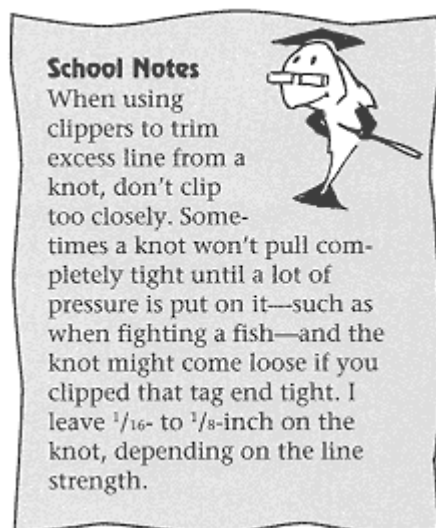 School Notes
When using
clippers to trim
excess line from a
knot, don't clip
too closely. Some-
times a knot won't pull com-
pletely tight until a lot of
pressure is put on it—such as
when fighting a fish—and the
knot might come loose if you
clipped that tag end tight. I
leave 1/16- to 1/8-inch on the
knot, depending on the line
strength.